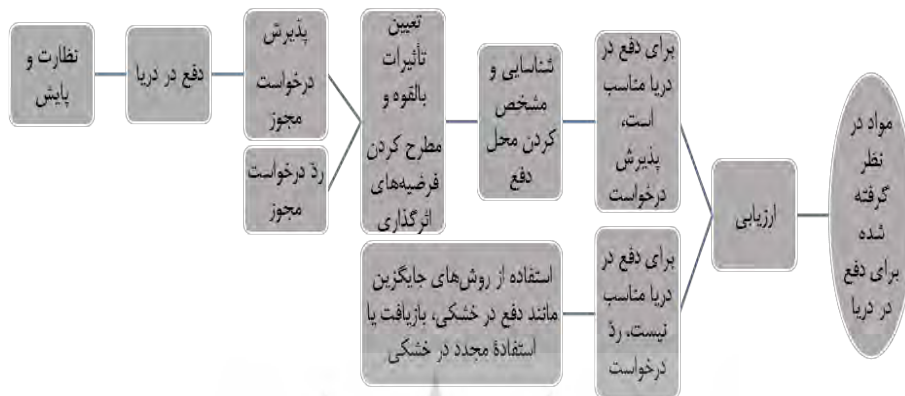 مواد در
نظر
گرفته
شده
برای دفع
در دریا
ارزیابی
برای دفع در
دریا مناسب
است،
پذیرش
درخواست
شناسایی و
مشخص
کردن محل
دفع
تعیین
تأثیرات
بالقوه و
مطرح کردن
فرضیه‌های
اثرگذاری
پذیرش
درخواست
مجوز
ردّ درخواست
مجوز
دفع در دریا
نظارت و
پایش
برای دفع در
دریا مناسب
نیست، ردّ
درخواست
استفاده از روش‌های جایگزین
مانند دفع در خشکی، بازیافت یا
استفادۀ مجدد در خشکی